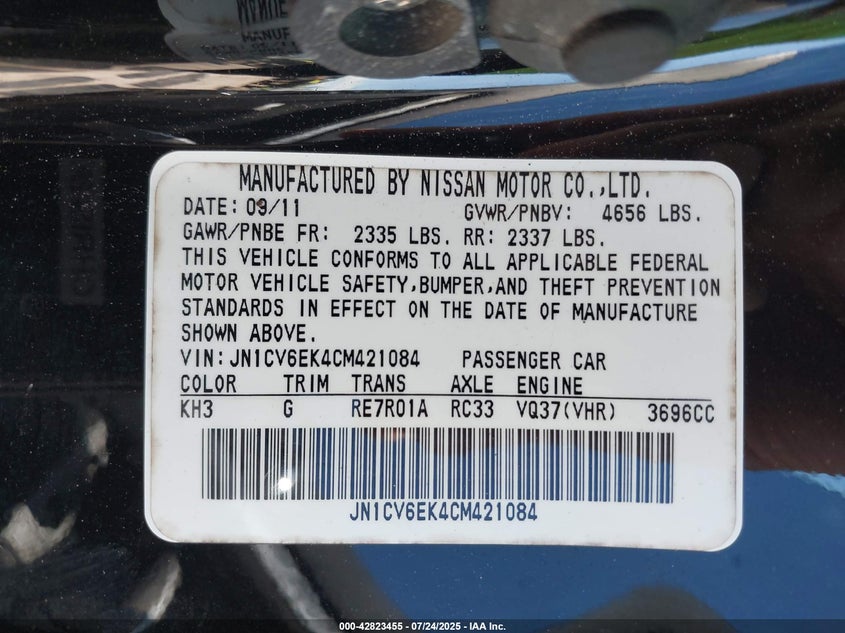 MANUFACTURED BY NISSAN MOTOR CO.,LTD.
DATE: 09/11 GVWR/PNBV: 4656 LBS.
GAWR/PNBE FR: 2335 LBS. RR: 2337 LBS.
THIS VEHICLE CONFORMS TO ALL APPLICABLE FEDERAL
MOTOR VEHICLE SAFETY,BUMPER,AND THEFT PREVENTION
STANDARDS IN EFFECT ON THE DATE OF MANUFACTURE
SHOWN ABOVE.
VIN:JN1CV6EK4CM421084 PASSENGER CAR
COLOR TRIM TRANS AXLE ENGINE
KH3 G RE7R01A RC33 VQ37(VHR) 3696CC
JN1CV6EK4CM421084
000-42823455 - 07/24/2025 - IAA Inc.